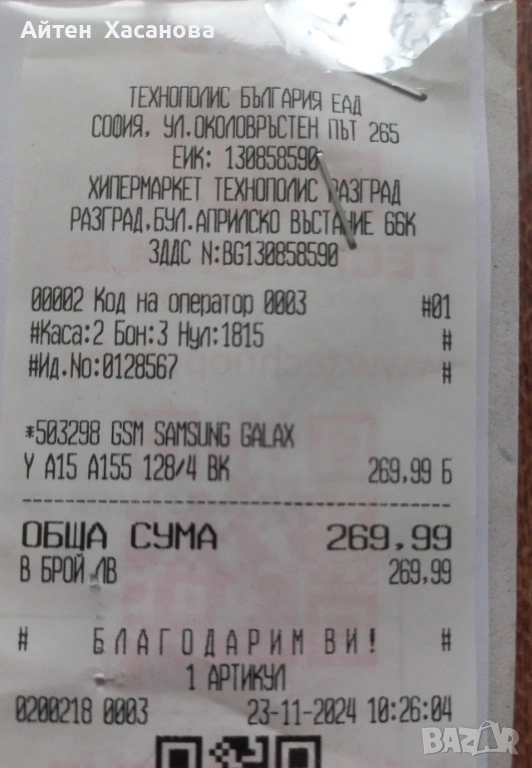 Айтен Хасанова
ТЕХНОПОЛИС БЪЛГАРИЯ ЕАД
СОФИЯ, УЛ.ОКОЛОВРЪСТЕН ПЪТ 265
ЕИК: 130858590
ХИПЕРМАРКЕТ ТЕХНОПОЛИС РАЗГРАД
РАЗГРАД,БУЛ.АПРИЛСКО ВЪСТАНИЕ 66К
ЗДДС N:BG130858590
00002 Код на оператор 0003 #01
#Каса:2 Бон:3 Нул:1815 #
#Ид.No:0128567 #
*503298 GSM SAMSUNG GALAX
Y A15 A155 128/4 BK 269,99 Б
ОБЩА СУМА 269,99
В БРОЙ ЛВ 269,99
# БЛАГОДАРИМ ВИ! #
1 АРТИКУЛ
0200218 0003 23-11-2024 10:26:04
BAZAR